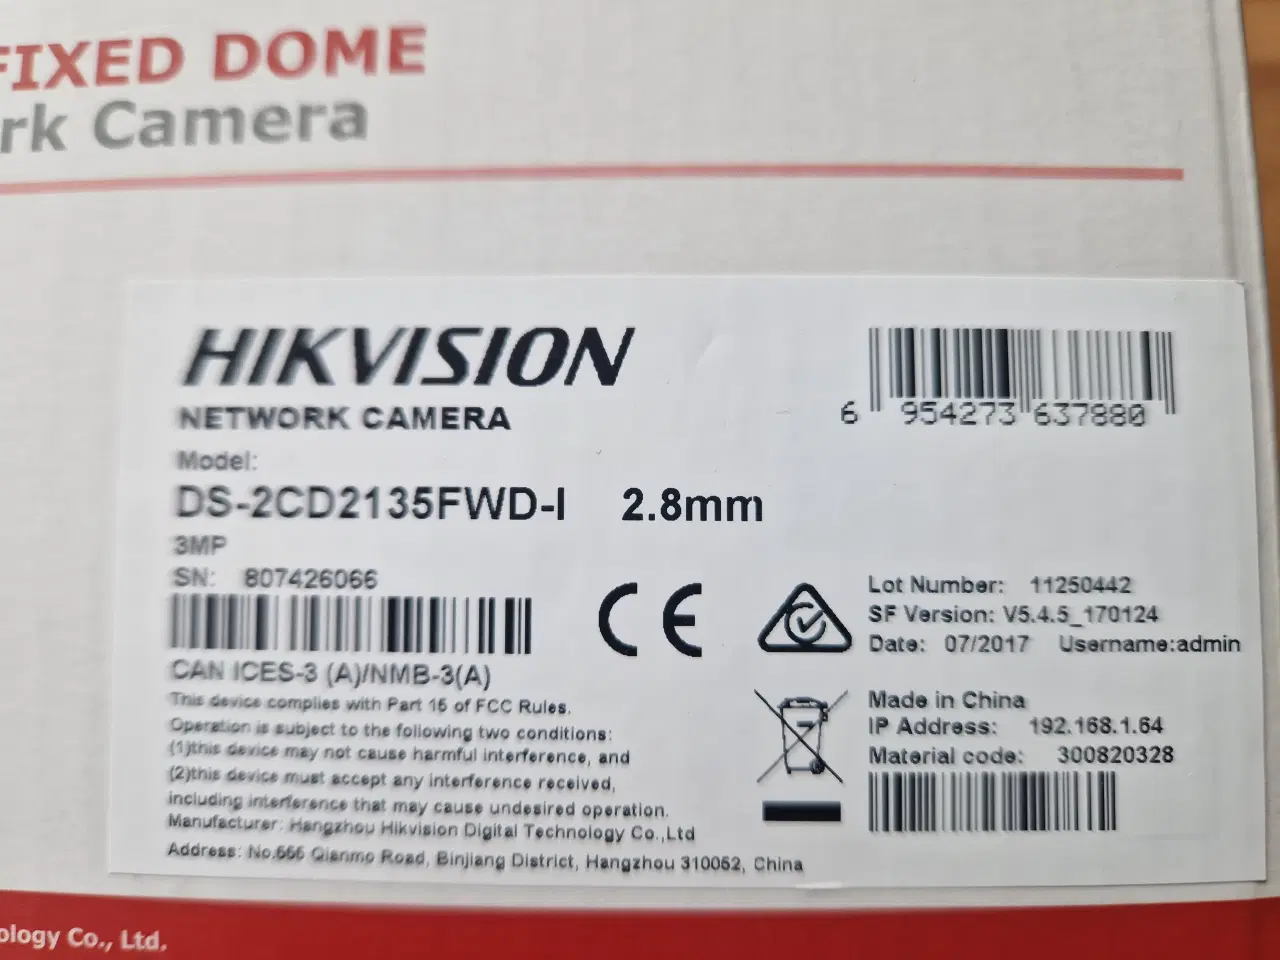 FIXED DOME
rk Camera
HIKVISION
NETWORK CAMERA
Model:
DS-2CD2135FWD-I 2.8mm
3MP
SN: 807426066
CAN ICES-3 (A)/NMB-3(A)
This device complies with Part 15 of FCC Rules.
Operation is subject to the following two conditions:
(1)this device may not cause harmful interference, and
(2)this device must accept any interference received,
including interference that may cause undesired operation.
Manufacturer: Hangzhou Hikvision Digital Technology Co.,Ltd
Address: No.555 Qianmo Road, Binjiang District, Hangzhou 310052, China
6 954273 637880
CE
Lot Number: 11250442
SF Version: V5.4.5_170124
Date: 07/2017 Username:admin
Made in China
IP Address: 192.168.1.64
Material code: 300820328
ology Co., Ltd.